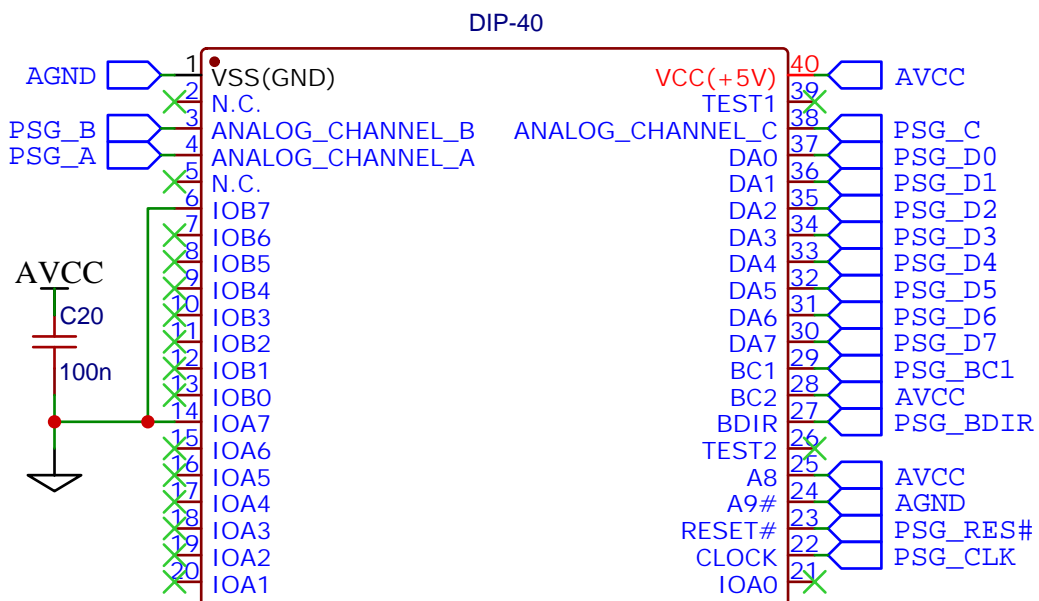 DIP-40
AGND 1 VSS(GND) VCC(+5V) 40 AVCC
2 N.C. TEST1 39
PSG_B 3 ANALOG_CHANNEL_B ANALOG_CHANNEL_C 38 PSG_C
PSG_A 4 ANALOG_CHANNEL_A DA0 37 PSG_D0
5 N.C. DA1 36 PSG_D1
6 IOB7 DA2 35 PSG_D2
7 IOB6 DA3 34 PSG_D3
8 IOB5 DA4 33 PSG_D4
AVCC 9 IOB4 DA5 32 PSG_D5
C20 10 IOB3 DA6 31 PSG_D6
11 IOB2 DA7 30 PSG_D7
100n 12 IOB1 BC1 29 PSG_BC1
13 IOB0 BC2 28 AVCC
14 IOA7 BDIR 27 PSG_BDIR
15 IOA6 TEST2 26
16 IOA5 A8 25 AVCC
17 IOA4 A9# 24 AGND
18 IOA3 RESET# 23 PSG_RES#
19 IOA2 CLOCK 22 PSG_CLK
20 IOA1 IOA0 21